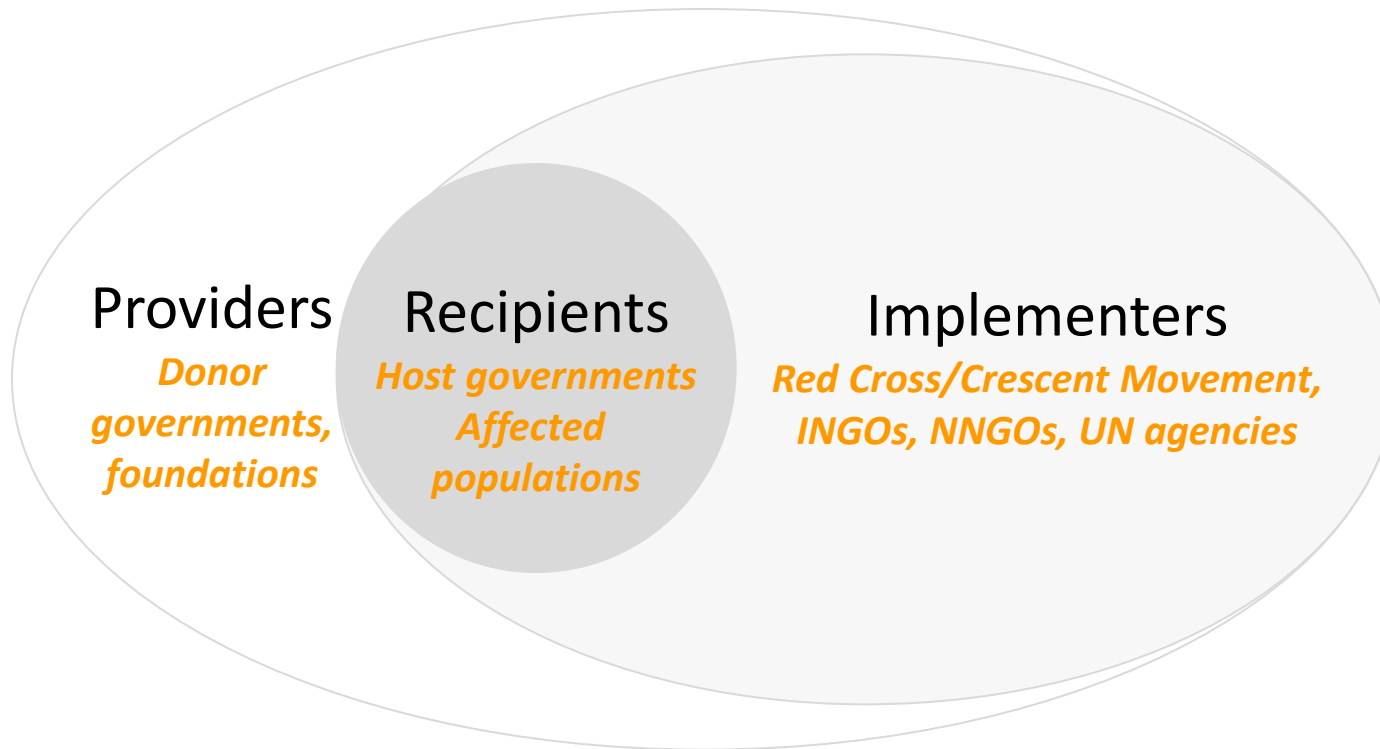 Providers
Donor
governments,
foundations
Recipients
Host governments
Affected
populations
Implementers
Red Cross/Crescent Movement,
INGOs, NNGOs, UN agencies